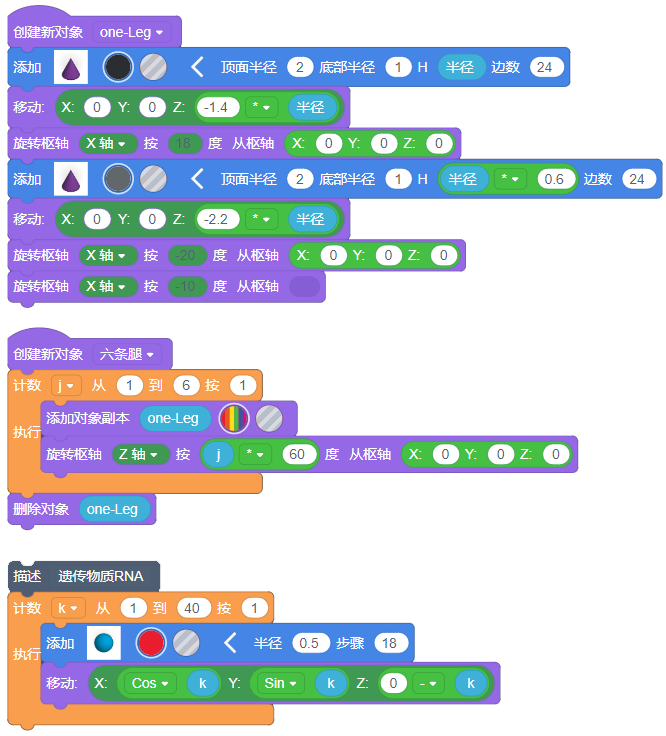 创建新对象 one-Leg
添加 顶面半径 2 底部半径 1 H 半径 边数 24
移动: X: 0 Y: 0 Z: -1.4 * 半径
旋转枢轴 X 轴 按 18 度 从枢轴 X: 0 Y: 0 Z: 0
添加 顶面半径 2 底部半径 1 H 半径 * 0.6 边数 24
移动: X: 0 Y: 0 Z: -2.2 * 半径
旋转枢轴 X 轴 按 -20 度 从枢轴 X: 0 Y: 0 Z: 0
旋转枢轴 X 轴 按 -10 度 从枢轴
创建新对象 六条腿
计数 j 从 1 到 6 按 1
执行
添加对象副本 one-Leg
旋转枢轴 Z 轴 按 j * 60 度 从枢轴 X: 0 Y: 0 Z: 0
删除对象 one-Leg
描述 遗传物质RNA
计数 k 从 1 到 40 按 1
执行
添加 半径 0.5 步骤 18
移动: X: Cos k Y: Sin k Z: 0 - k